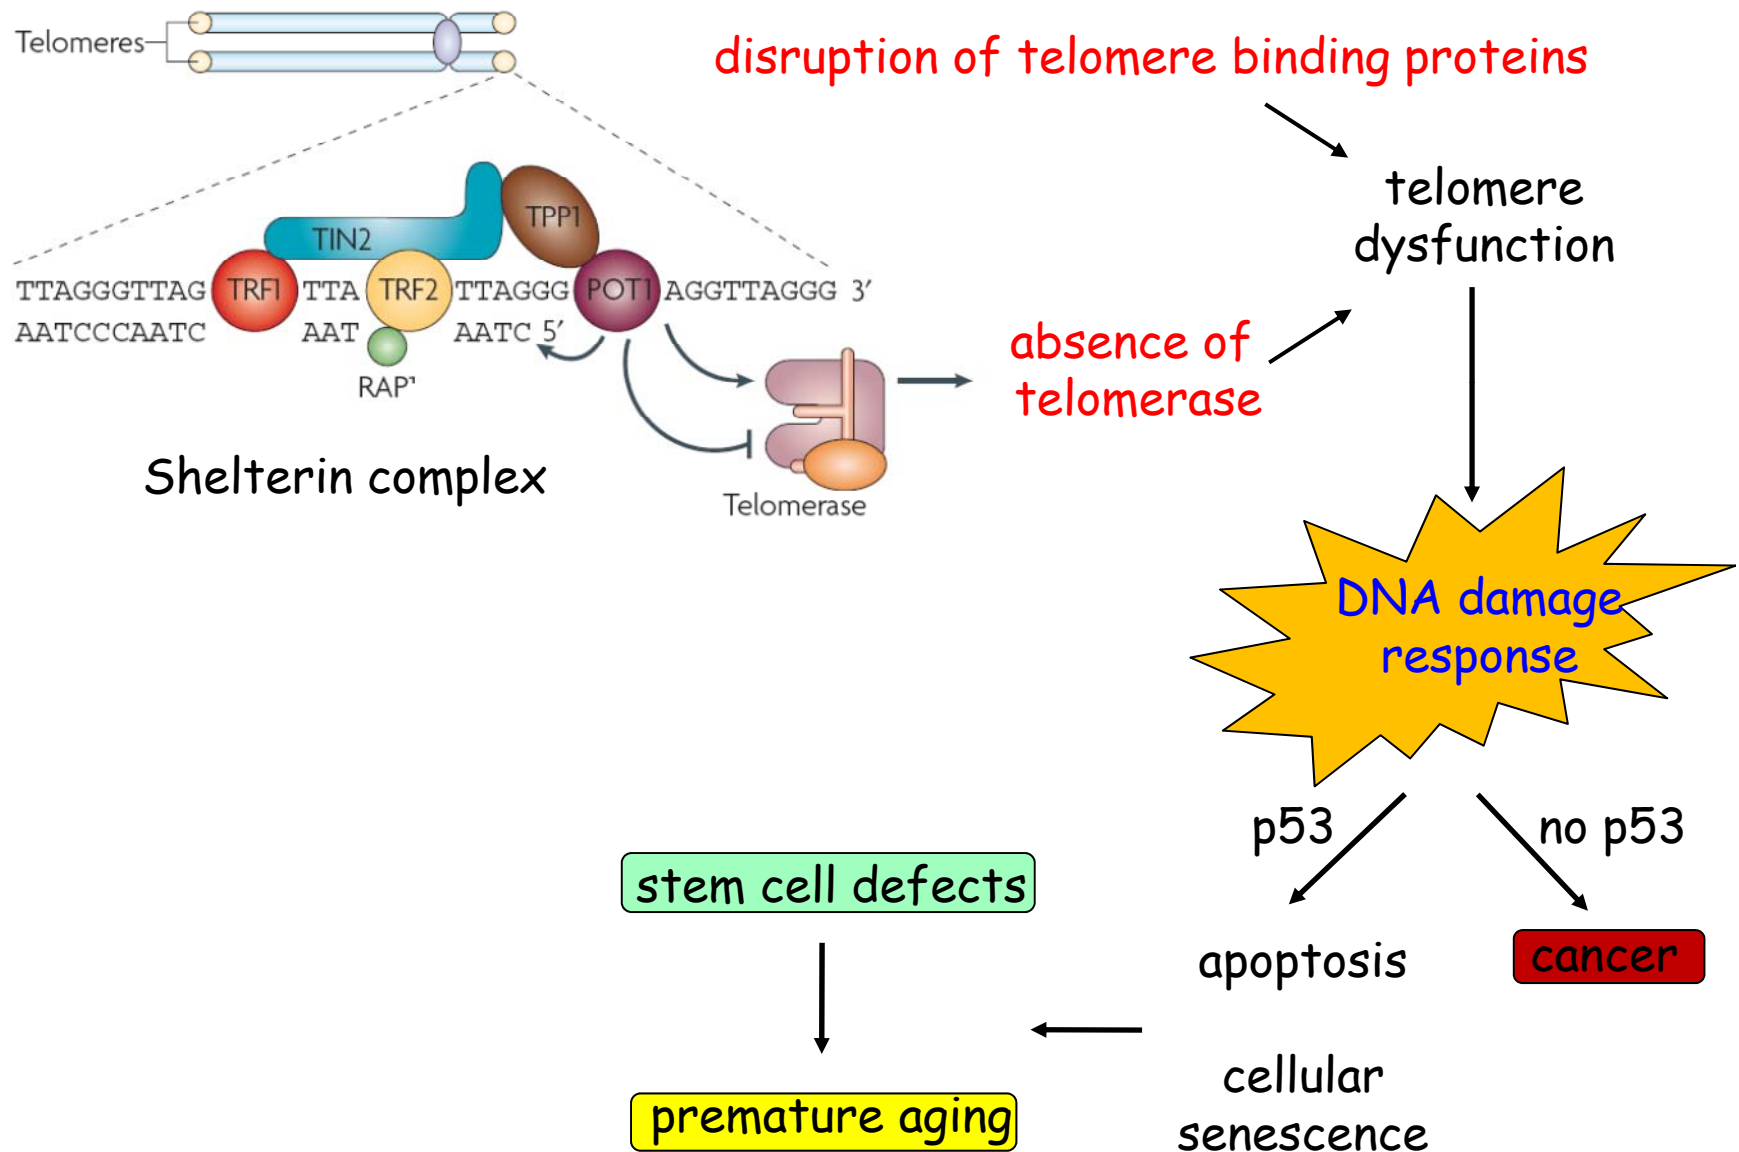 Telomeres
disruption of telomere binding proteins
telomere
dysfunction
TPP1
TIN2
TTAGGGTTAG TRF1 TTA TRF2 TTAGGG POT1 AGGTTAGGG 3′
AATCCCAATC AAT AATC 5′
RAP1
absence of
telomerase
Shelterin complex
Telomerase
DNA damage
response
p53
no p53
stem cell defects
apoptosis
cancer
cellular
senescence
premature aging